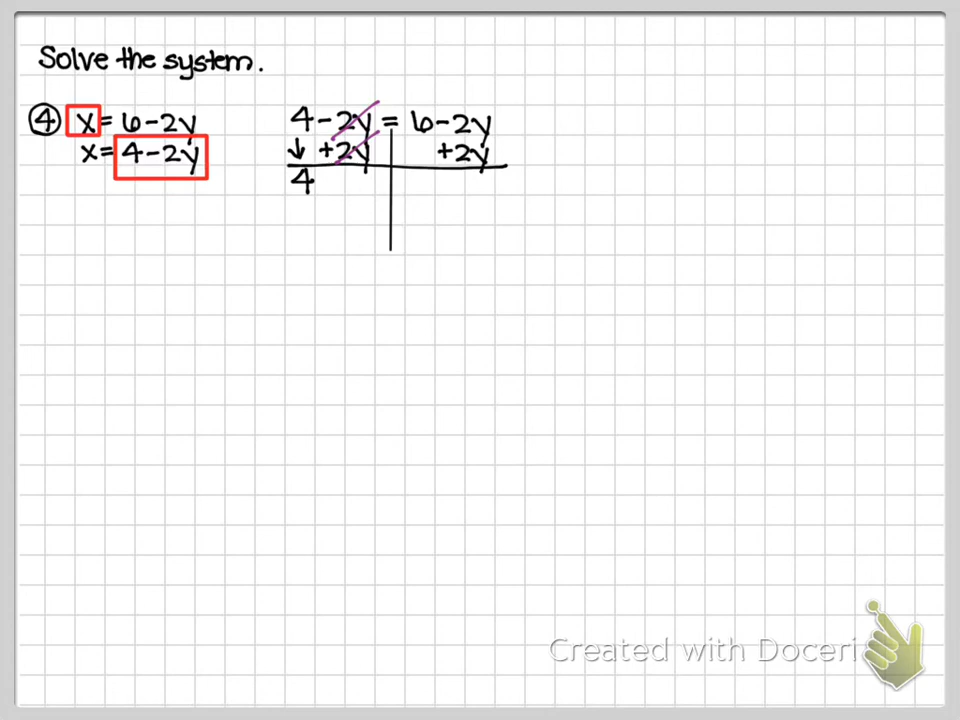 Solve the system.
④ x = 6-2y
x = 4-2y
4-2y = 6-2y
↓ +2y +2y
4
Created with Doceri